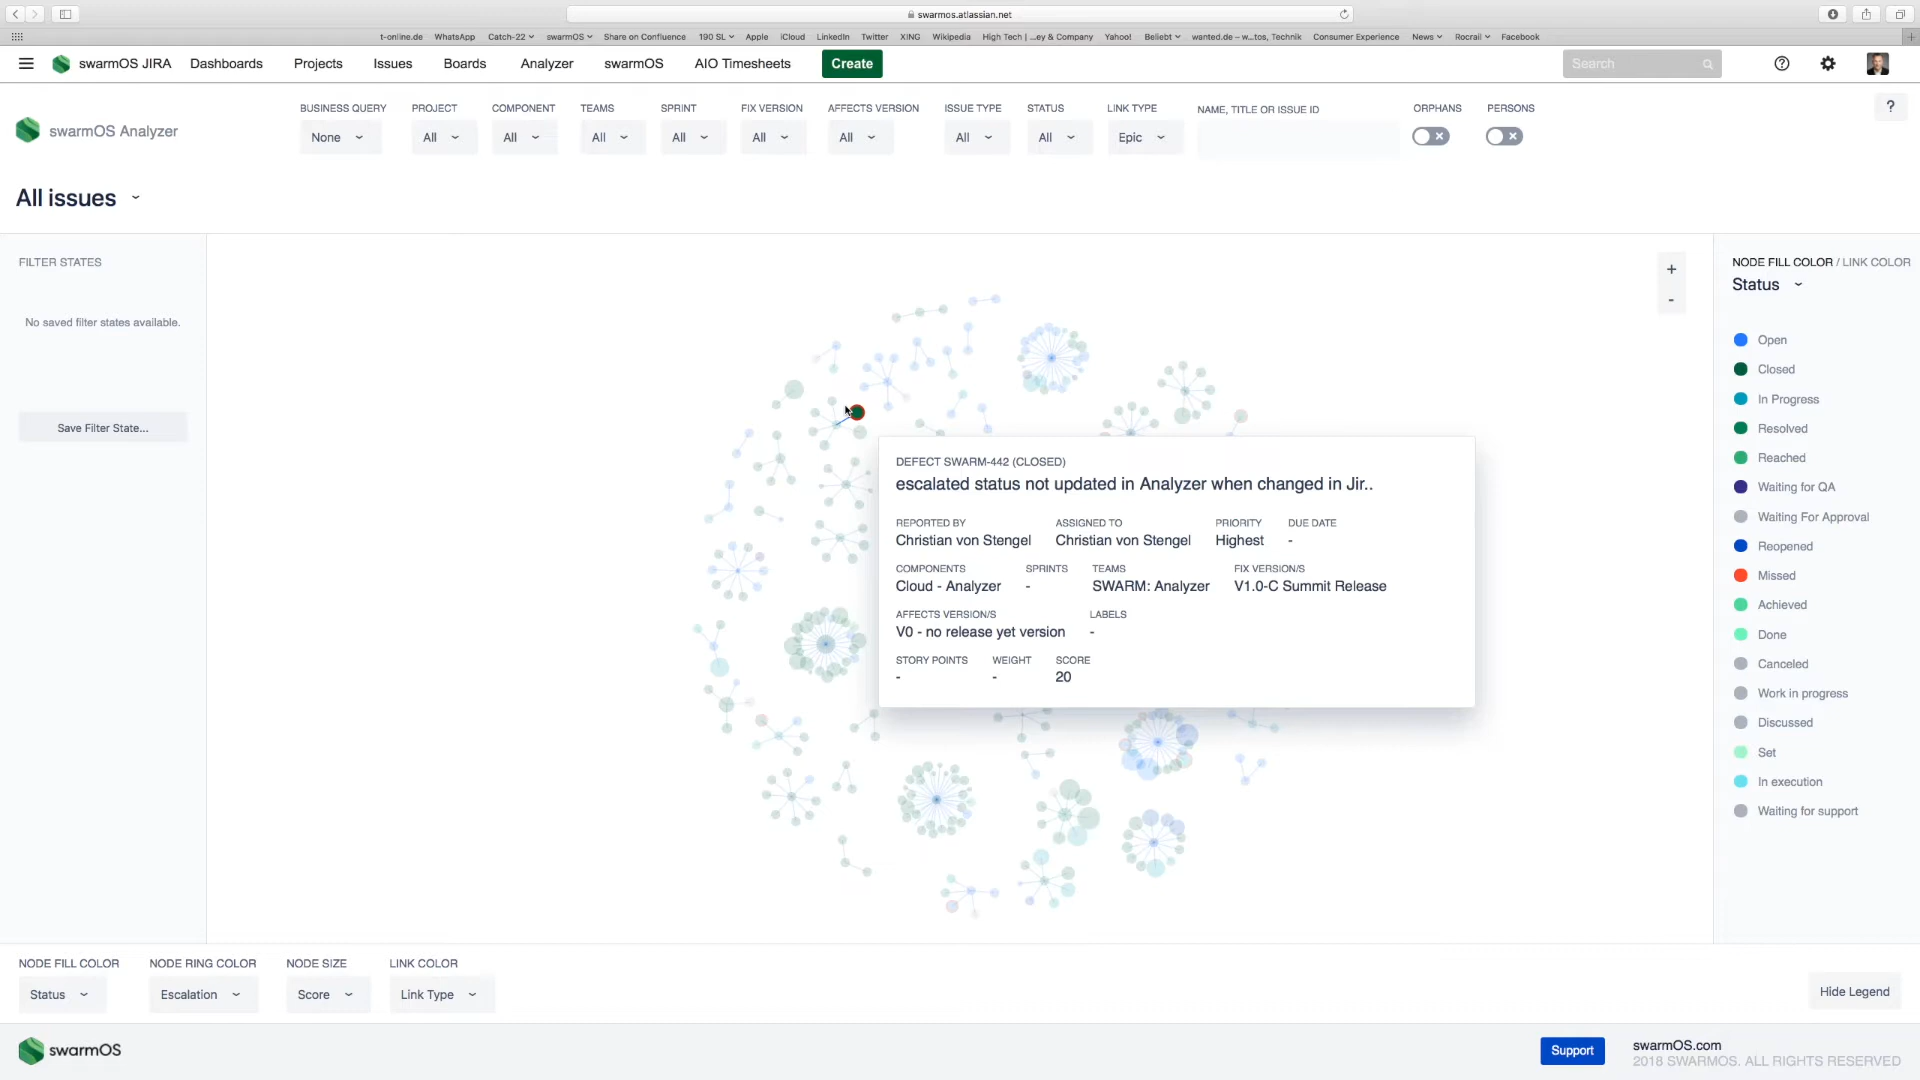 swarmos.atlassian.net
t-online.de WhatsApp Catch-22 swarmOS Share on Confluence 190 SL Apple iCloud LinkedIn Twitter XING Wikipedia High Tech | ...ey & Company Yahoo! Beliebt wanted.de – w...tos, Technik Consumer Experience News Rocrail Facebook
swarmOS JIRA Dashboards Projects Issues Boards Analyzer swarmOS AIO Timesheets Create Search
BUSINESS QUERY PROJECT COMPONENT TEAMS SPRINT FIX VERSION AFFECTS VERSION ISSUE TYPE STATUS LINK TYPE NAME, TITLE OR ISSUE ID ORPHANS PERSONS ?
swarmOS Analyzer None All All All All All All All All Epic
All issues
FILTER STATES
No saved filter states available.
Save Filter State...
+
-
DEFECT SWARM-442 (CLOSED)
escalated status not updated in Analyzer when changed in Jir..
REPORTED BY ASSIGNED TO PRIORITY DUE DATE
Christian von Stengel Christian von Stengel Highest -
COMPONENTS SPRINTS TEAMS FIX VERSION/S
Cloud - Analyzer - SWARM: Analyzer V1.0-C Summit Release
AFFECTS VERSION/S LABELS
V0 - no release yet version -
STORY POINTS WEIGHT SCORE
- - 20
NODE FILL COLOR / LINK COLOR
Status
Open
Closed
In Progress
Resolved
Reached
Waiting for QA
Waiting For Approval
Reopened
Missed
Achieved
Done
Canceled
Work in progress
Discussed
Set
In execution
Waiting for support
NODE FILL COLOR NODE RING COLOR NODE SIZE LINK COLOR
Status Escalation Score Link Type Hide Legend
swarmOS Support swarmOS.com
2018 SWARMOS. ALL RIGHTS RESERVED